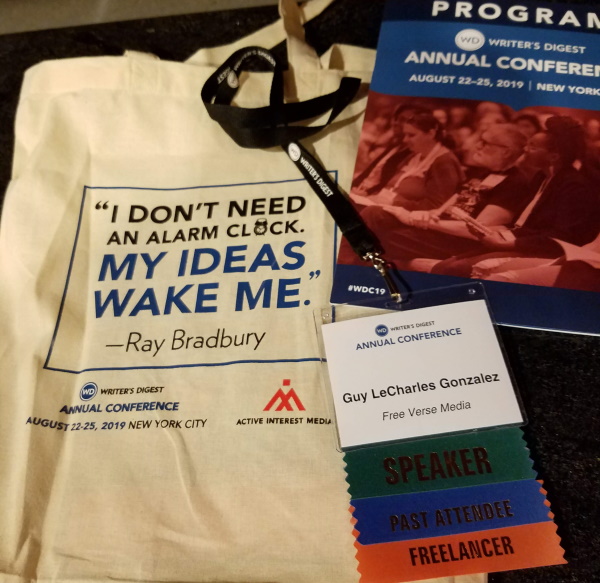 PROGRAM
WD WRITER'S DIGEST
ANNUAL CONFEREN
AUGUST 22–25, 2019 | NEW YORK
#WDC19
WD WRITER'S DIGEST
"I DON'T NEED
AN ALARM CLOCK.
MY IDEAS
WAKE ME."
—Ray Bradbury
WD WRITER'S DIGEST
ANNUAL CONFERENCE
AUGUST 22-25, 2019 NEW YORK CITY
ACTIVE INTEREST MEDIA
WD WRITER'S DIGEST
ANNUAL CONFERENCE
Guy LeCharles Gonzalez
Free Verse Media
SPEAKER
PAST ATTENDEE
FREELANCER